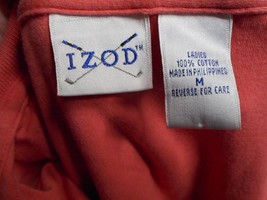 IZOD™
LADIES
100% COTTON
MADE IN PHILIPPINES
M
REVERSE FOR CARE